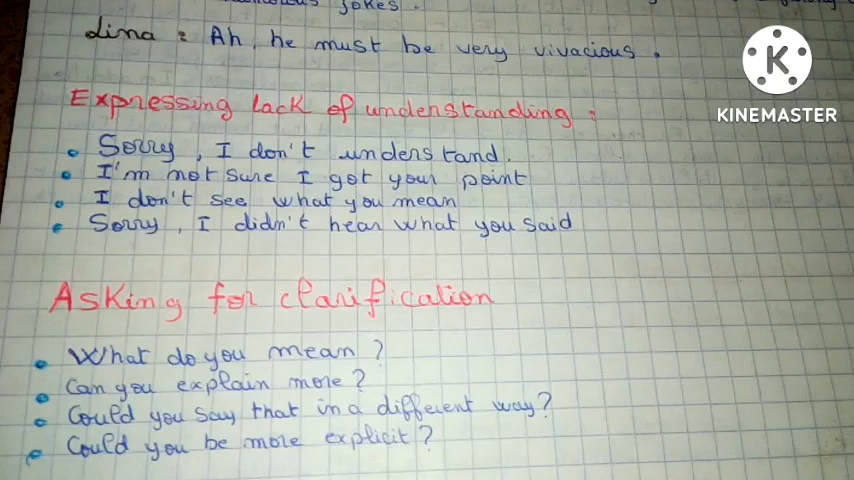 jokes.
Lina : Ah, he must be very vivacious.
KINEMASTER
Expressing lack of understanding :
Sorry, I don't understand.
I'm not sure I got your point
I don't see what you mean
Sorry, I didn't hear what you said
Asking for clarification
What do you mean ?
Can you explain more?
Could you say that in a different way?
Could you be more explicit ?